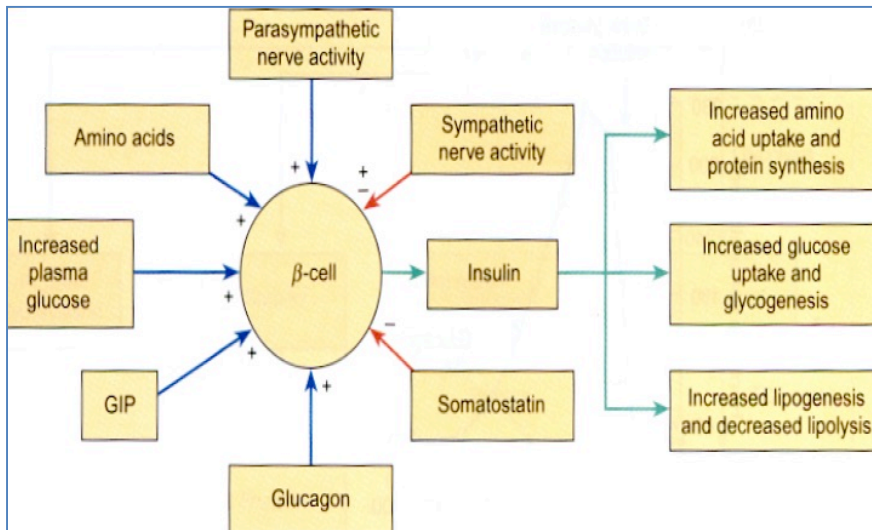 Parasympathetic
nerve activity
Amino acids
Sympathetic
nerve activity
Increased
plasma
glucose
β-cell
Insulin
GIP
Somatostatin
Glucagon
Increased amino
acid uptake and
protein synthesis
Increased glucose
uptake and
glycogenesis
Increased lipogenesis
and decreased lipolysis
+
+
+
−
+
+
−
+